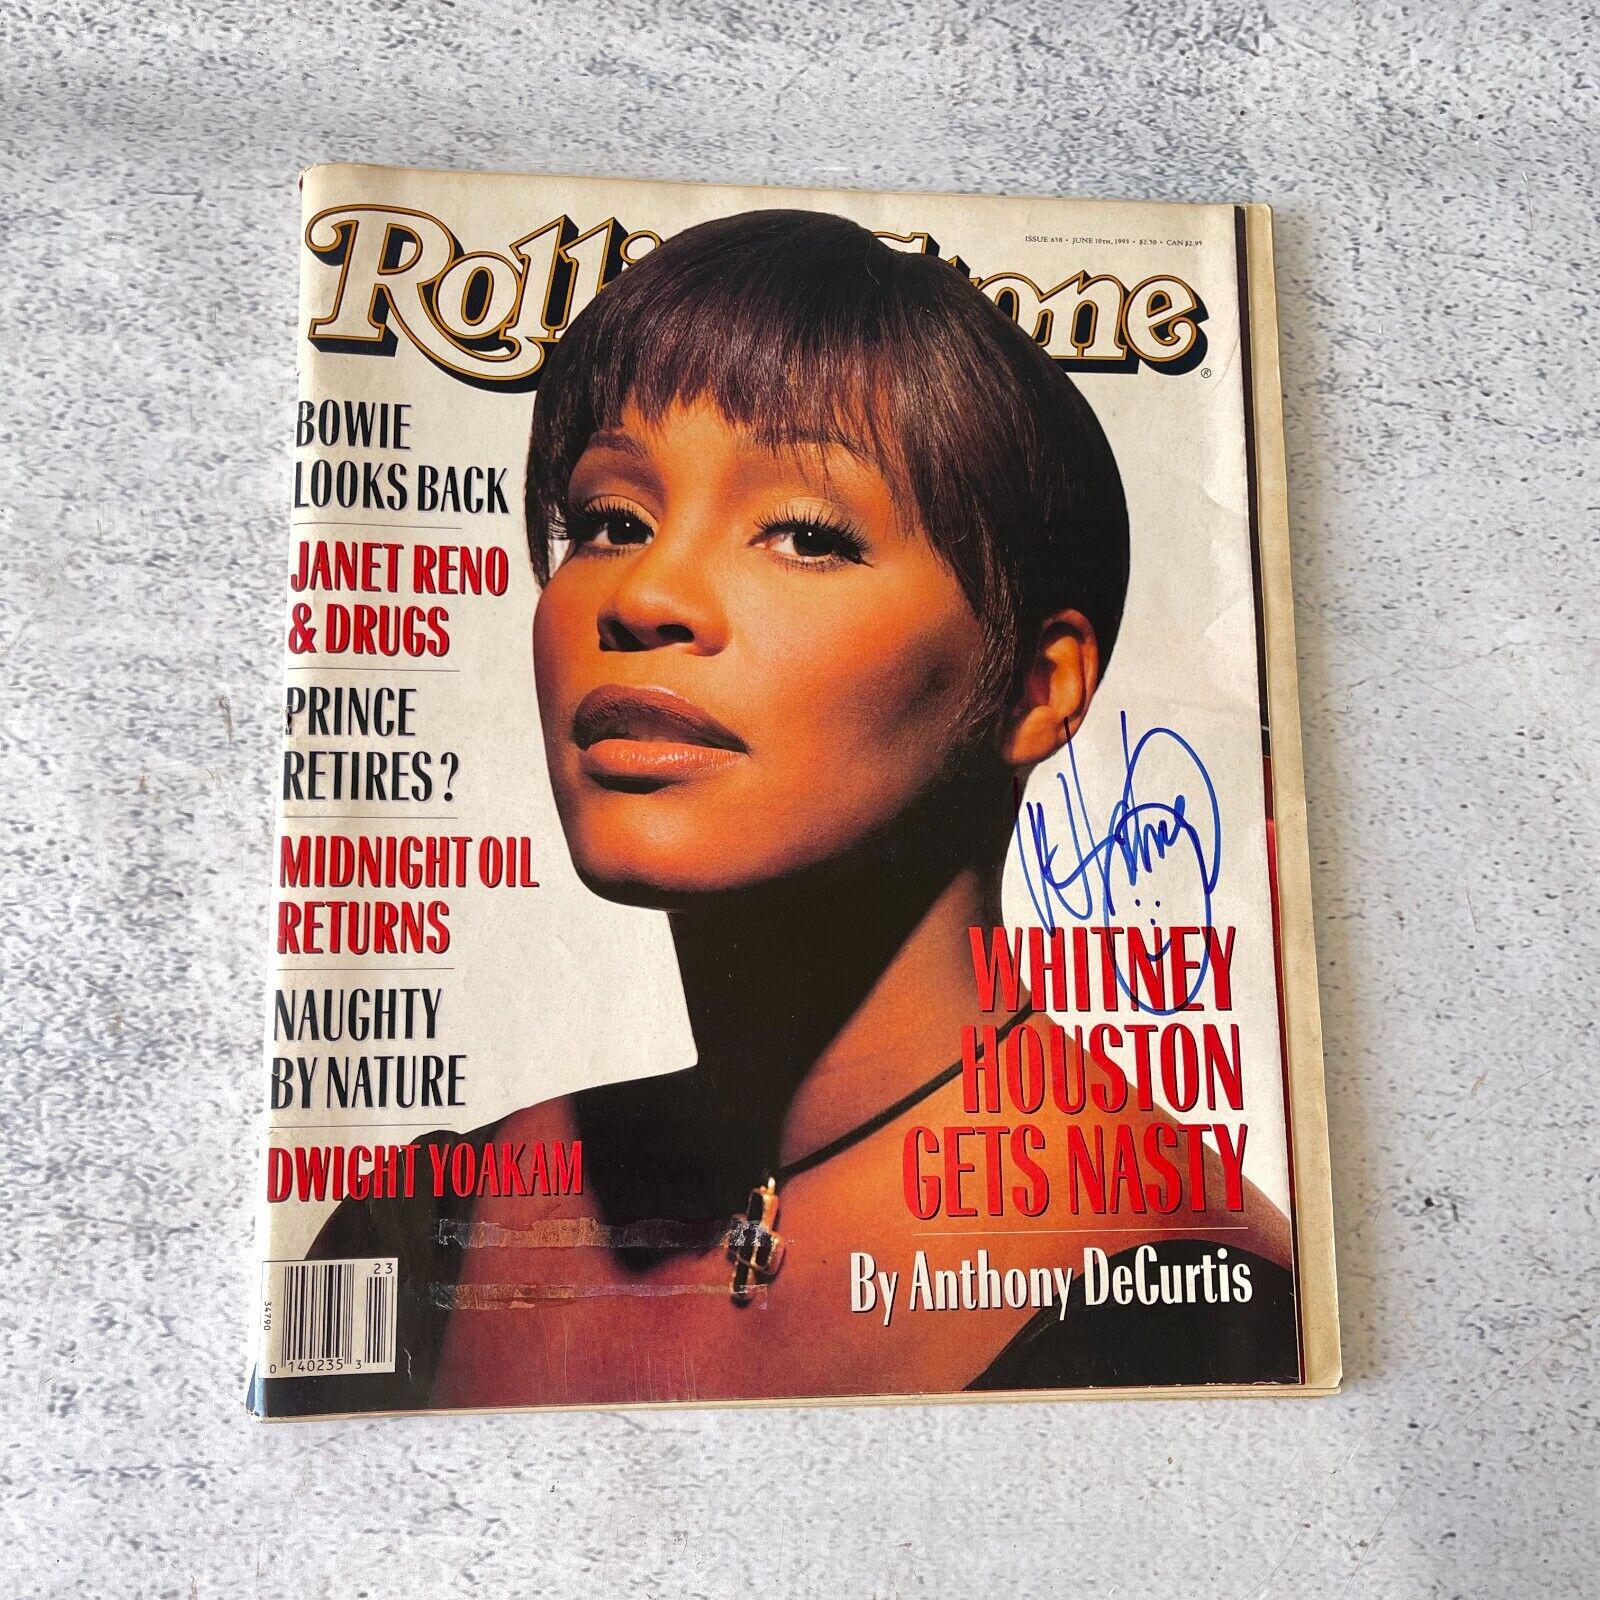 ISSUE 658 • JUNE 10TH, 1993 • $2.50 • CAN $2.95
Rolling Stone
®
BOWIE
LOOKS BACK
JANET RENO
& DRUGS
PRINCE
RETIRES?
MIDNIGHT OIL
RETURNS
NAUGHTY
BY NATURE
DWIGHT YOAKAM
WHITNEY
HOUSTON
GETS NASTY
By Anthony DeCurtis
23
34790
0 140235 3